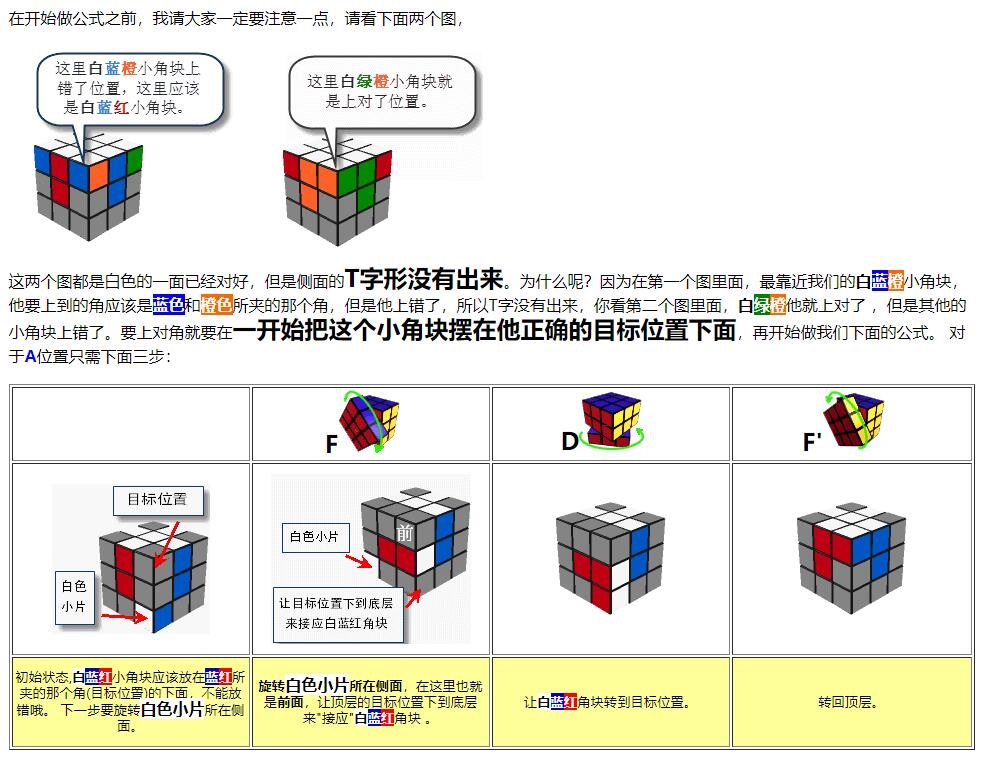 在开始做公式之前，我请大家一定要注意一点，请看下面两个图，
这里白蓝橙小角块上
错了位置，这里应该
是白蓝红小角块。
这里白绿橙小角块就
是上对了位置。
这两个图都是白色的一面已经对好，但是侧面的T字形没有出来。为什么呢？因为在第一个图里面，最靠近我们的白蓝橙小角块，
他要上到的角应该是蓝色和橙色所夹的那个角，但是他上错了，所以T字没有出来，你看第二个图里面，白绿橙他就上对了，但是其他的
小角块上错了。要上对角就要在一开始把这个小角块摆在他正确的目标位置下面，再开始做我们下面的公式。 对
于A位置只需下面三步：
F
D
F'
目标位置
白色
小片
前
白色小片
让目标位置下到底层
来接应白蓝红角块
初始状态,白蓝红小角块应该放在蓝红所
夹的那个角(目标位置)的下面，不能放
错哦。 下一步要旋转白色小片所在侧
面。
旋转白色小片所在侧面，在这里也就
是前面，让顶层的目标位置下到底层
来"接应"白蓝红角块 。
让白蓝红角块转到目标位置。
转回顶层。